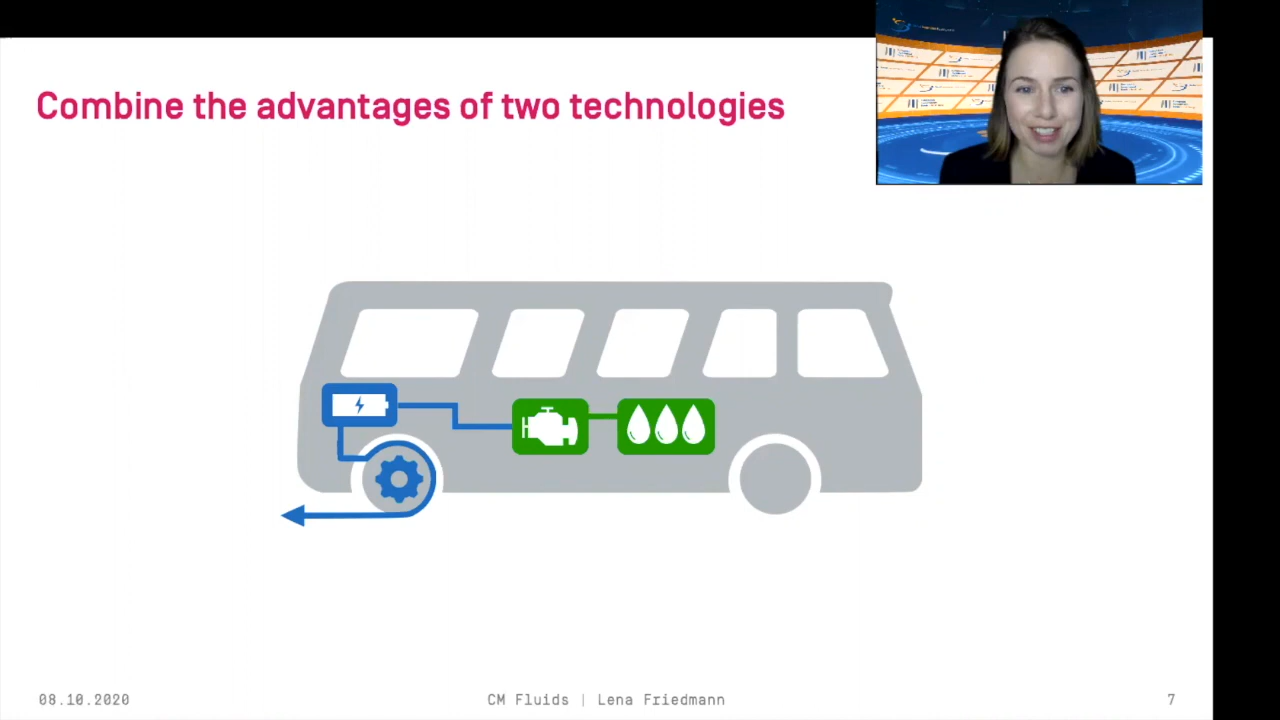 Combine the advantages of two technologies
08.10.2020
CM Fluids | Lena Friedmann
7